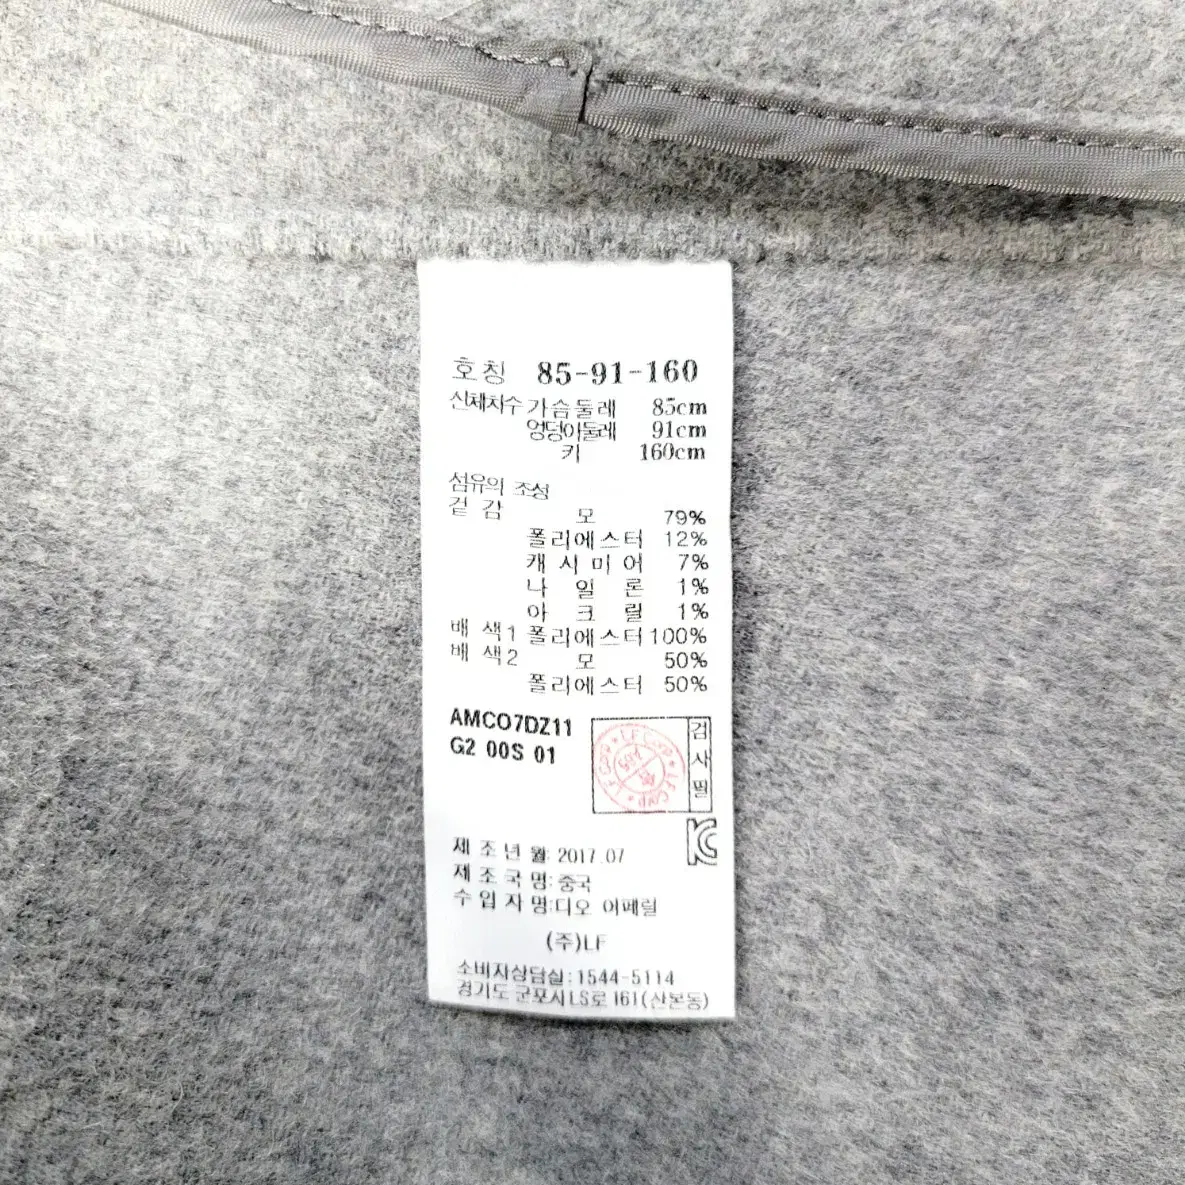 호칭 85-91-160
신체치수 가슴둘레 85cm
엉덩이둘레 91cm
키 160cm
섬유의 조성
겉감 모 79%
폴리에스터 12%
캐시미어 7%
나일론 1%
아크릴 1%
배색1 폴리에스터 100%
배색2 모 50%
폴리에스터 50%
AMCO7DZ11
G2 00S 01
검사필
LF Corp
제조년월: 2017.07
제조국명:중국
수입자명:디오 어패럴
(주)LF
소비자상담실:1544-5114
경기도 군포시 LS로 161(산본동)